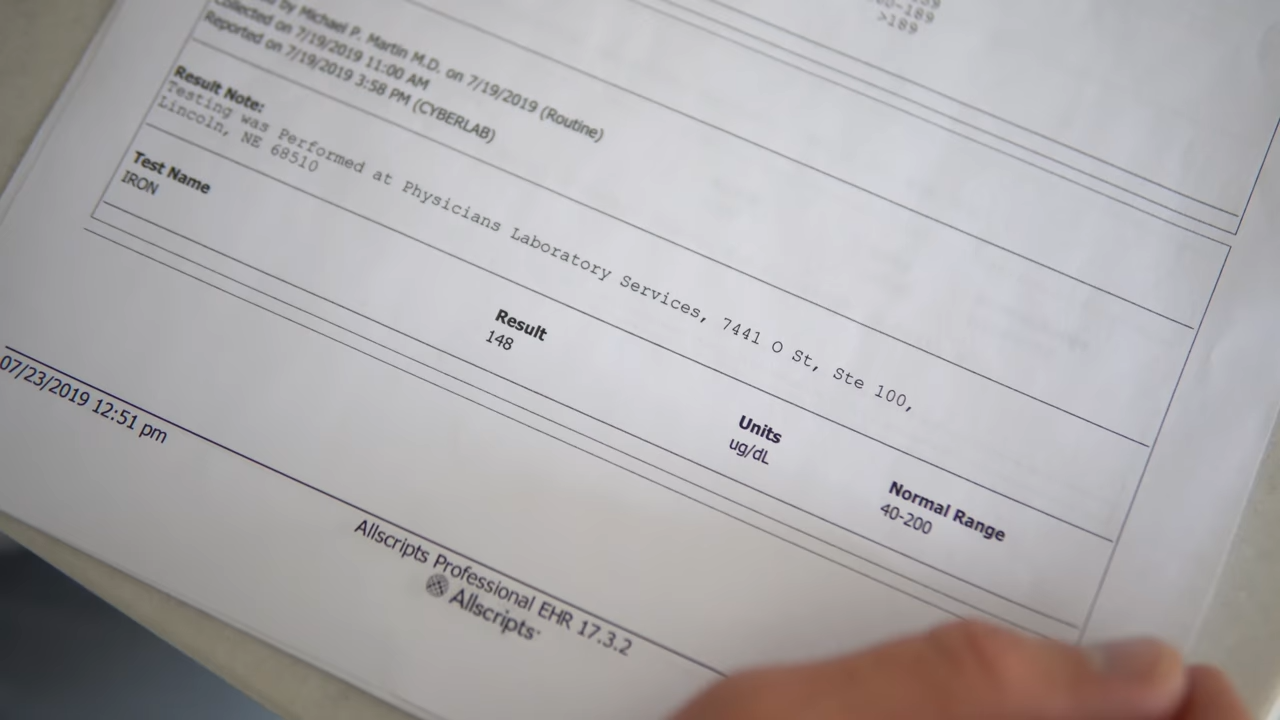 >189
by Michael P. Martin M.D. on 7/19/2019 (Routine)
Collected on 7/19/2019 11:00 AM
Reported on 7/19/2019 3:58 PM (CYBERLAB)
Result Note:
Testing was Performed at Physicians Laboratory Services, 7441 O St, Ste 100,
Lincoln, NE 68510
Test Name Result Units Normal Range
IRON 148 ug/dL 40-200
07/23/2019 12:51 pm
Allscripts Professional EHR 17.3.2
Allscripts